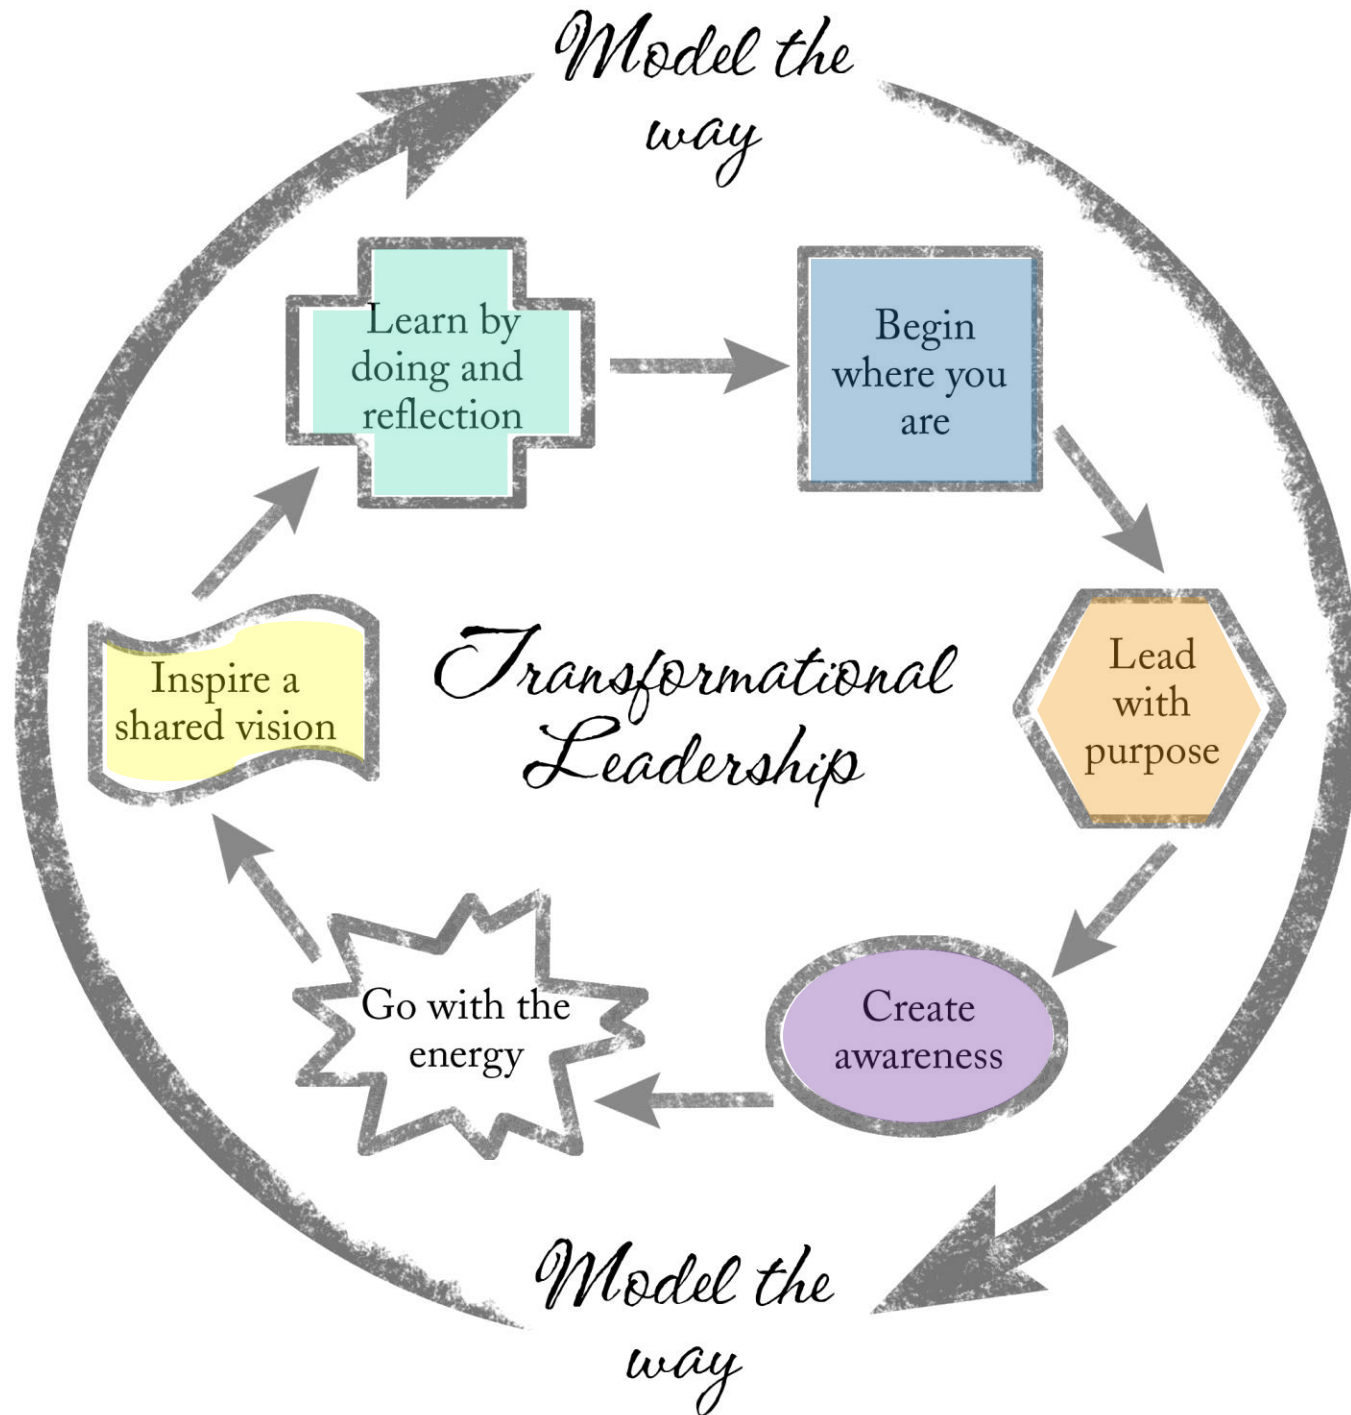 Model the
way
Learn by
doing and
reflection
Begin
where you
are
Inspire a
shared vision
Transformational
Leadership
Lead
with
purpose
Go with the
energy
Create
awareness
Model the
way